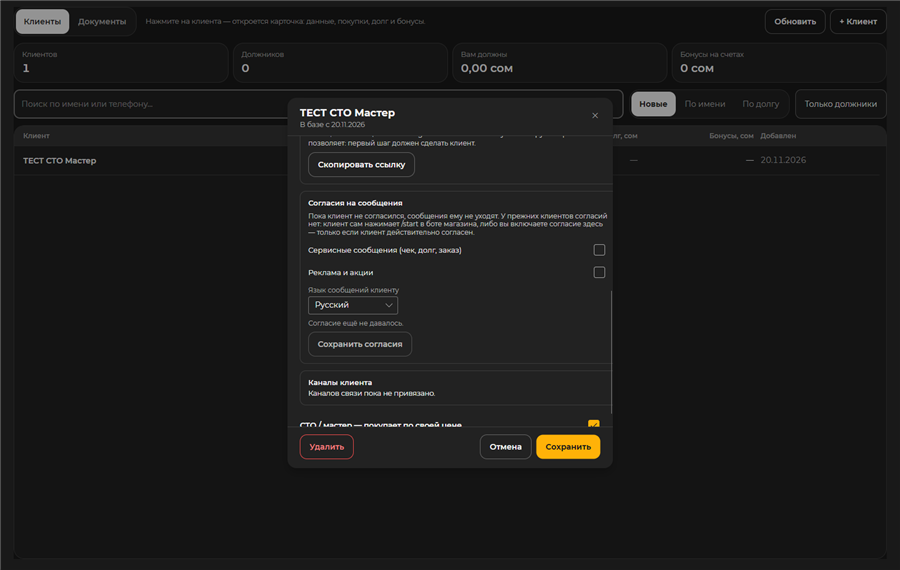 Клиенты Документы Нажмите на клиента — откроется карточка: данные, покупки, долг и бонусы. Обновить + Клиент
Клиентов Должников Вам должны Бонусы на счетах
1 0 0,00 сом 0 сом
Поиск по имени или телефону... Новые По имени По долгу Только должники
Клиент лг, сом Бонусы, сом Добавлен
ТЕСТ СТО Мастер — — 20.11.2026
ТЕСТ СТО Мастер ×
В базе с 20.11.2026
позволяет: первый шаг должен сделать клиент.
Скопировать ссылку
Согласия на сообщения
Пока клиент не согласился, сообщения ему не уходят. У прежних клиентов согласий
нет: клиент сам нажимает /start в боте магазина, либо вы включаете согласие здесь
— только если клиент действительно согласен.
Сервисные сообщения (чек, долг, заказ)
Реклама и акции
Язык сообщений клиенту
Русский
Согласие ещё не давалось.
Сохранить согласия
Каналы клиента
Каналов связи пока не привязано.
СТО / мастер — покупает по своей цене
Удалить Отмена Сохранить